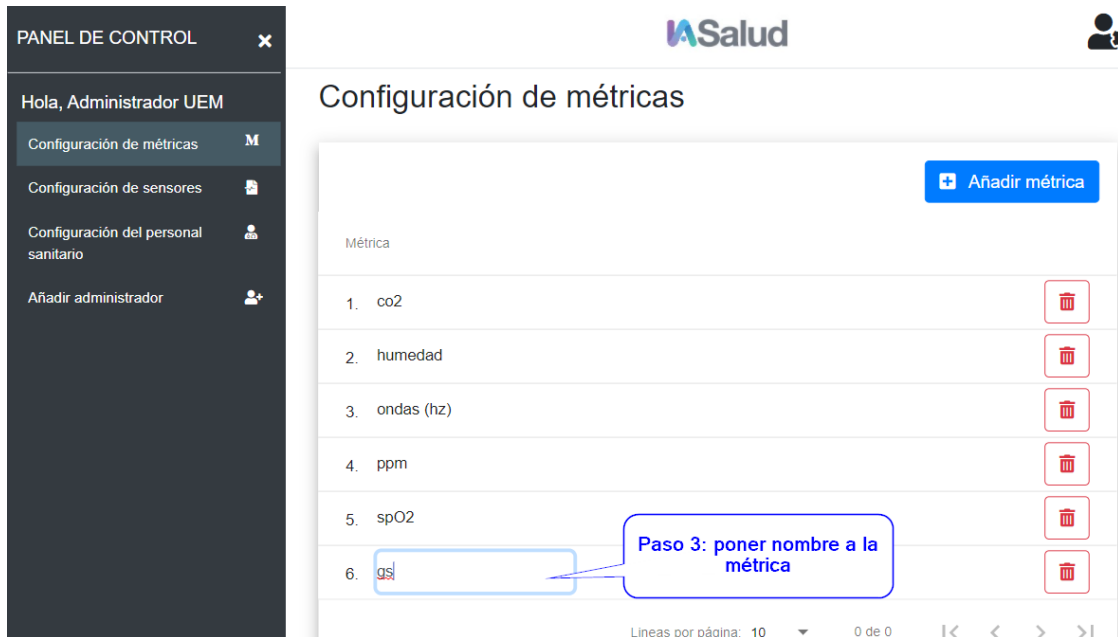 PANEL DE CONTROL
IASalud
Hola, Administrador UEM
Configuración de métricas
Configuración de sensores
Configuración del personal
sanitario
Añadir administrador
Configuración de métricas
Añadir métrica
Métrica
1. co2
2. humedad
3. ondas (hz)
4. ppm
5. spO2
6. gs
Paso 3: poner nombre a la
métrica
Lineas por página: 10 0 de 0